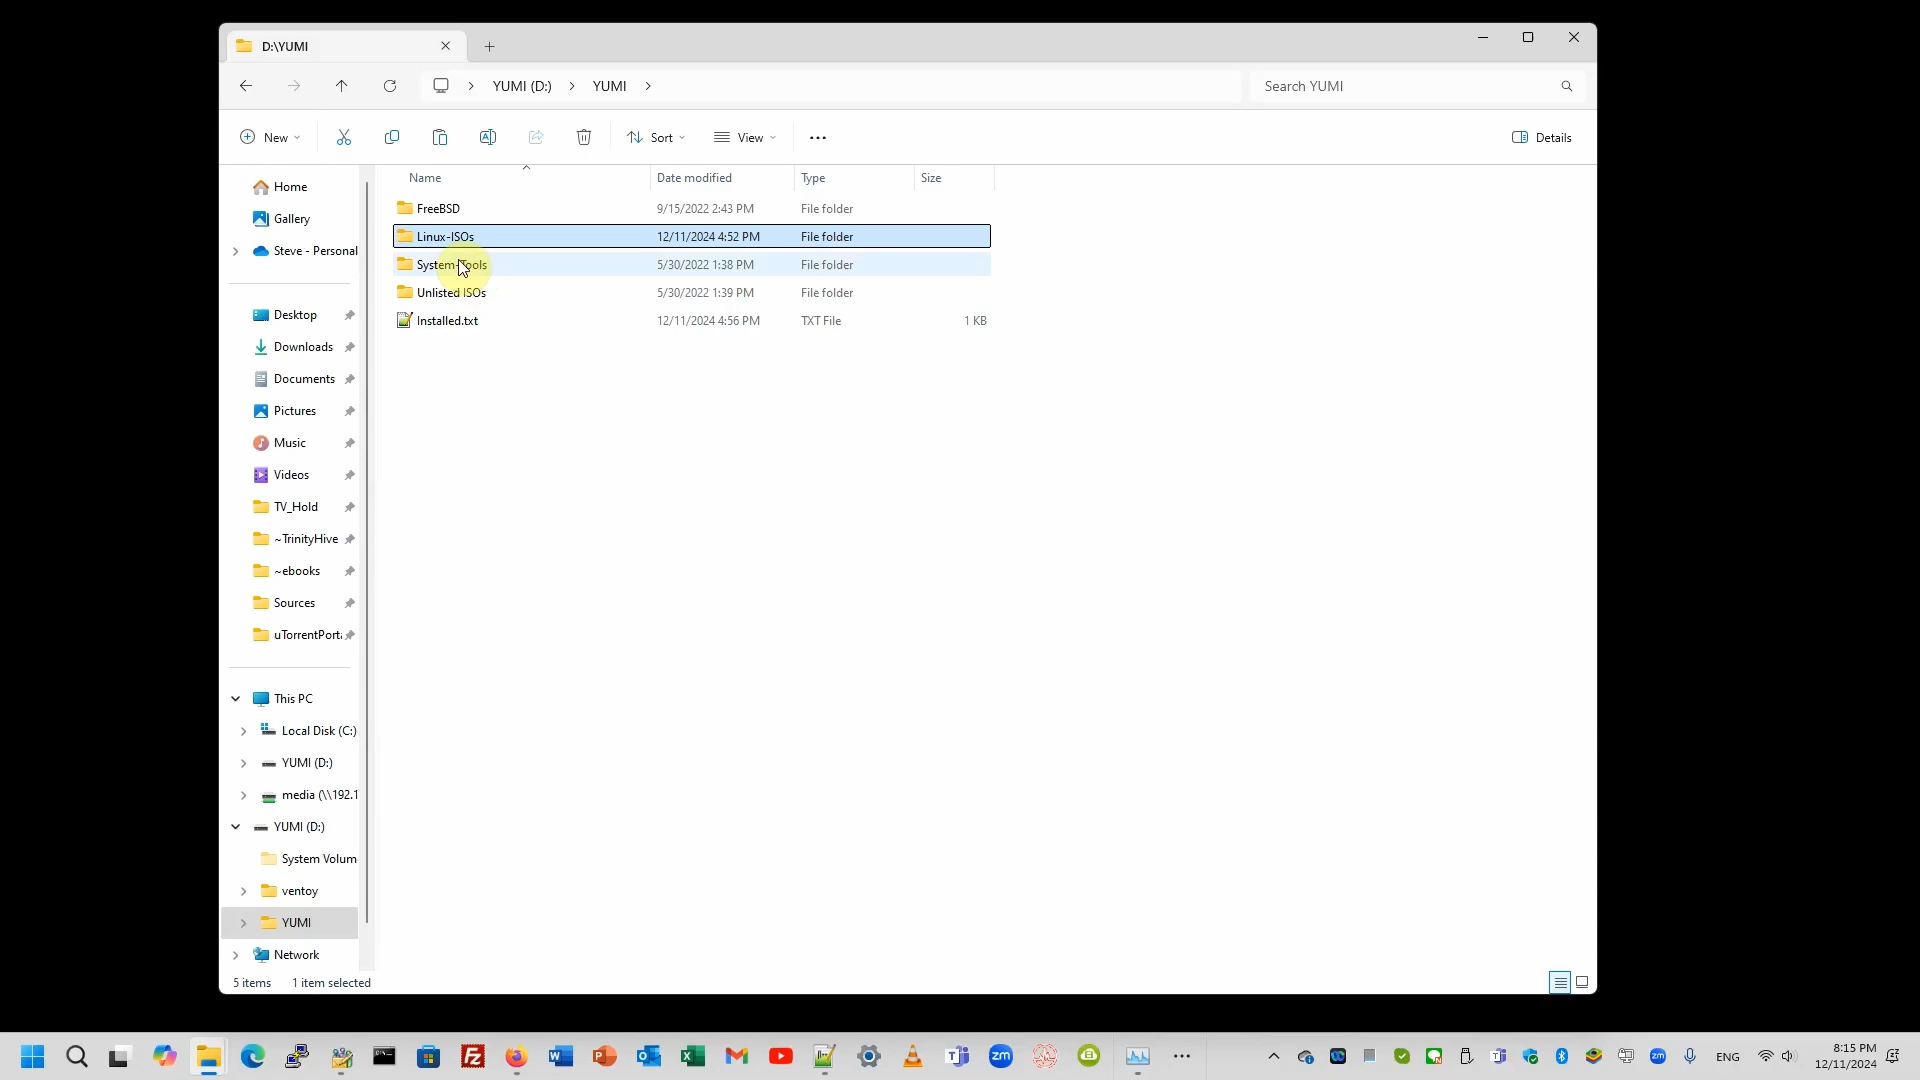 D:\YUMI
YUMI (D:) YUMI
Search YUMI
New
Sort
View
Details
Name Date modified Type Size
FreeBSD 9/15/2022 2:43 PM File folder
Linux-ISOs 12/11/2024 4:52 PM File folder
System-Tools 5/30/2022 1:38 PM File folder
Unlisted ISOs 5/30/2022 1:39 PM File folder
Installed.txt 12/11/2024 4:56 PM TXT File 1 KB
Home
Gallery
Steve - Personal
Desktop
Downloads
Documents
Pictures
Music
Videos
TV_Hold
~TrinityHive
~ebooks
Sources
uTorrentPorta
This PC
Local Disk (C:)
YUMI (D:)
media (\\192.1
YUMI (D:)
System Volum
ventoy
YUMI
Network
5 items 1 item selected
ENG
8:15 PM
12/11/2024